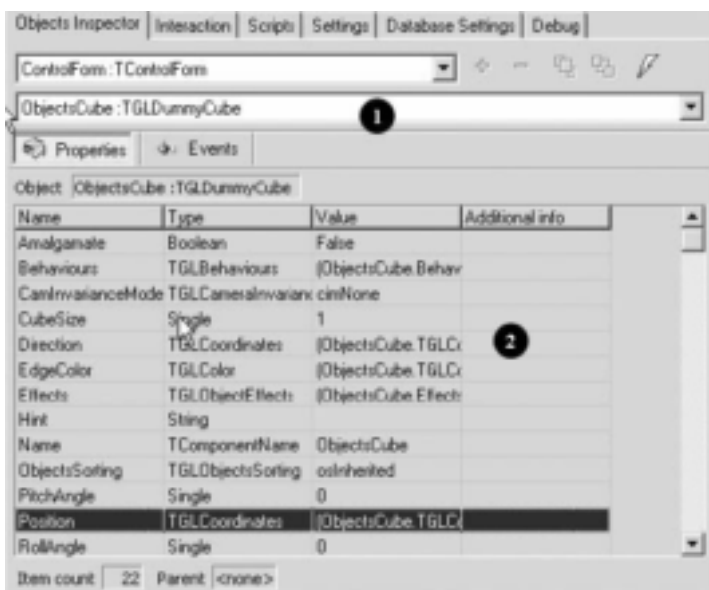 Objects Inspector Interaction Scripts Settings Database Settings Debug
ControlForm :TControlForm
ObjectsCube :TGLDummyCube
1
Properties Events
Object ObjectsCube :TGLDummyCube
Name Type Value Additional info
Amalgamate Boolean False
Behaviours TGLBehaviours (ObjectsCube.Behav
CamInvarianceMode TGLCameraInvarianc cimNone
CubeSize Single 1
Direction TGLCoordinates (ObjectsCube.TGLCo
2
EdgeColor TGLColor (ObjectsCube.TGLCo
Effects TGLObjectEffects (ObjectsCube.Effects
Hint String
Name TComponentName ObjectsCube
ObjectsSorting TGLObjectsSorting osInherited
PitchAngle Single 0
Position TGLCoordinates (ObjectsCube.TGLCo
RollAngle Single 0
Item count 22 Parent <none>